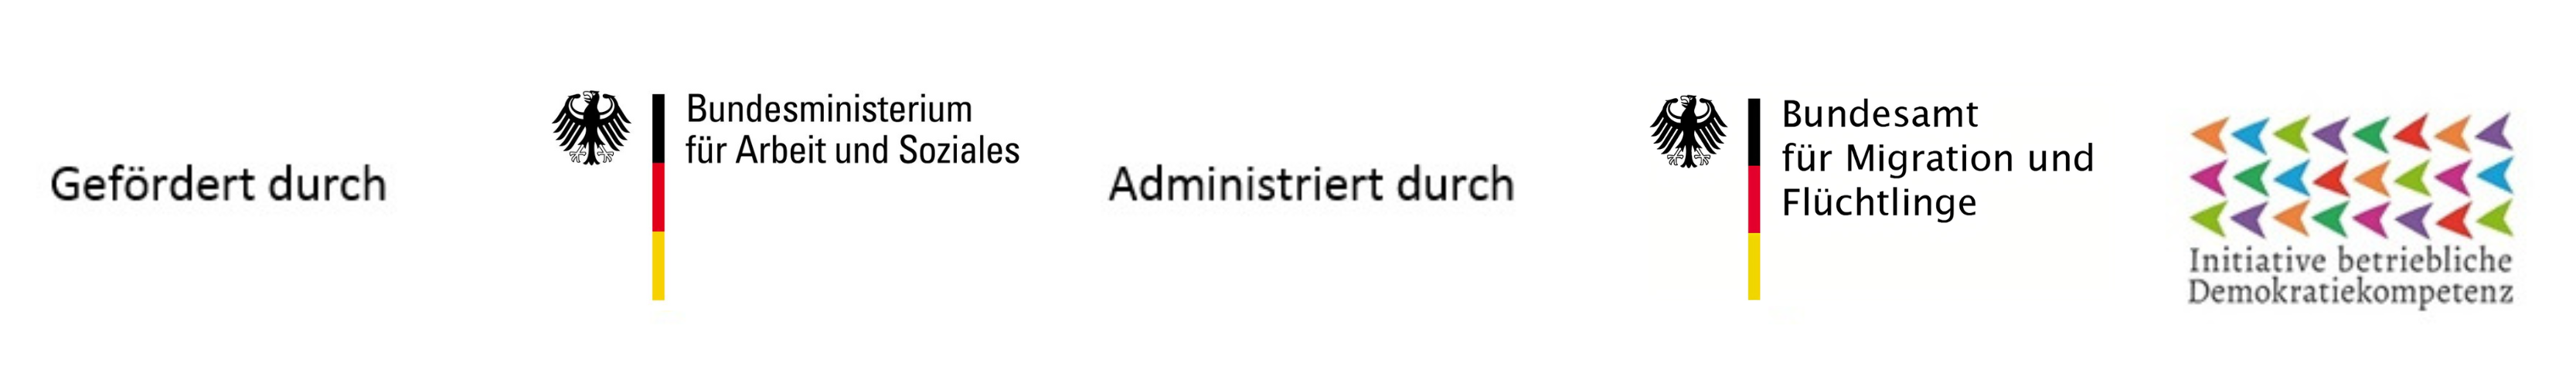 Gefördert durch
Bundesministerium
für Arbeit und Soziales
Administriert durch
Bundesamt
für Migration und
Flüchtlinge
Initiative betriebliche
Demokratiekompetenz